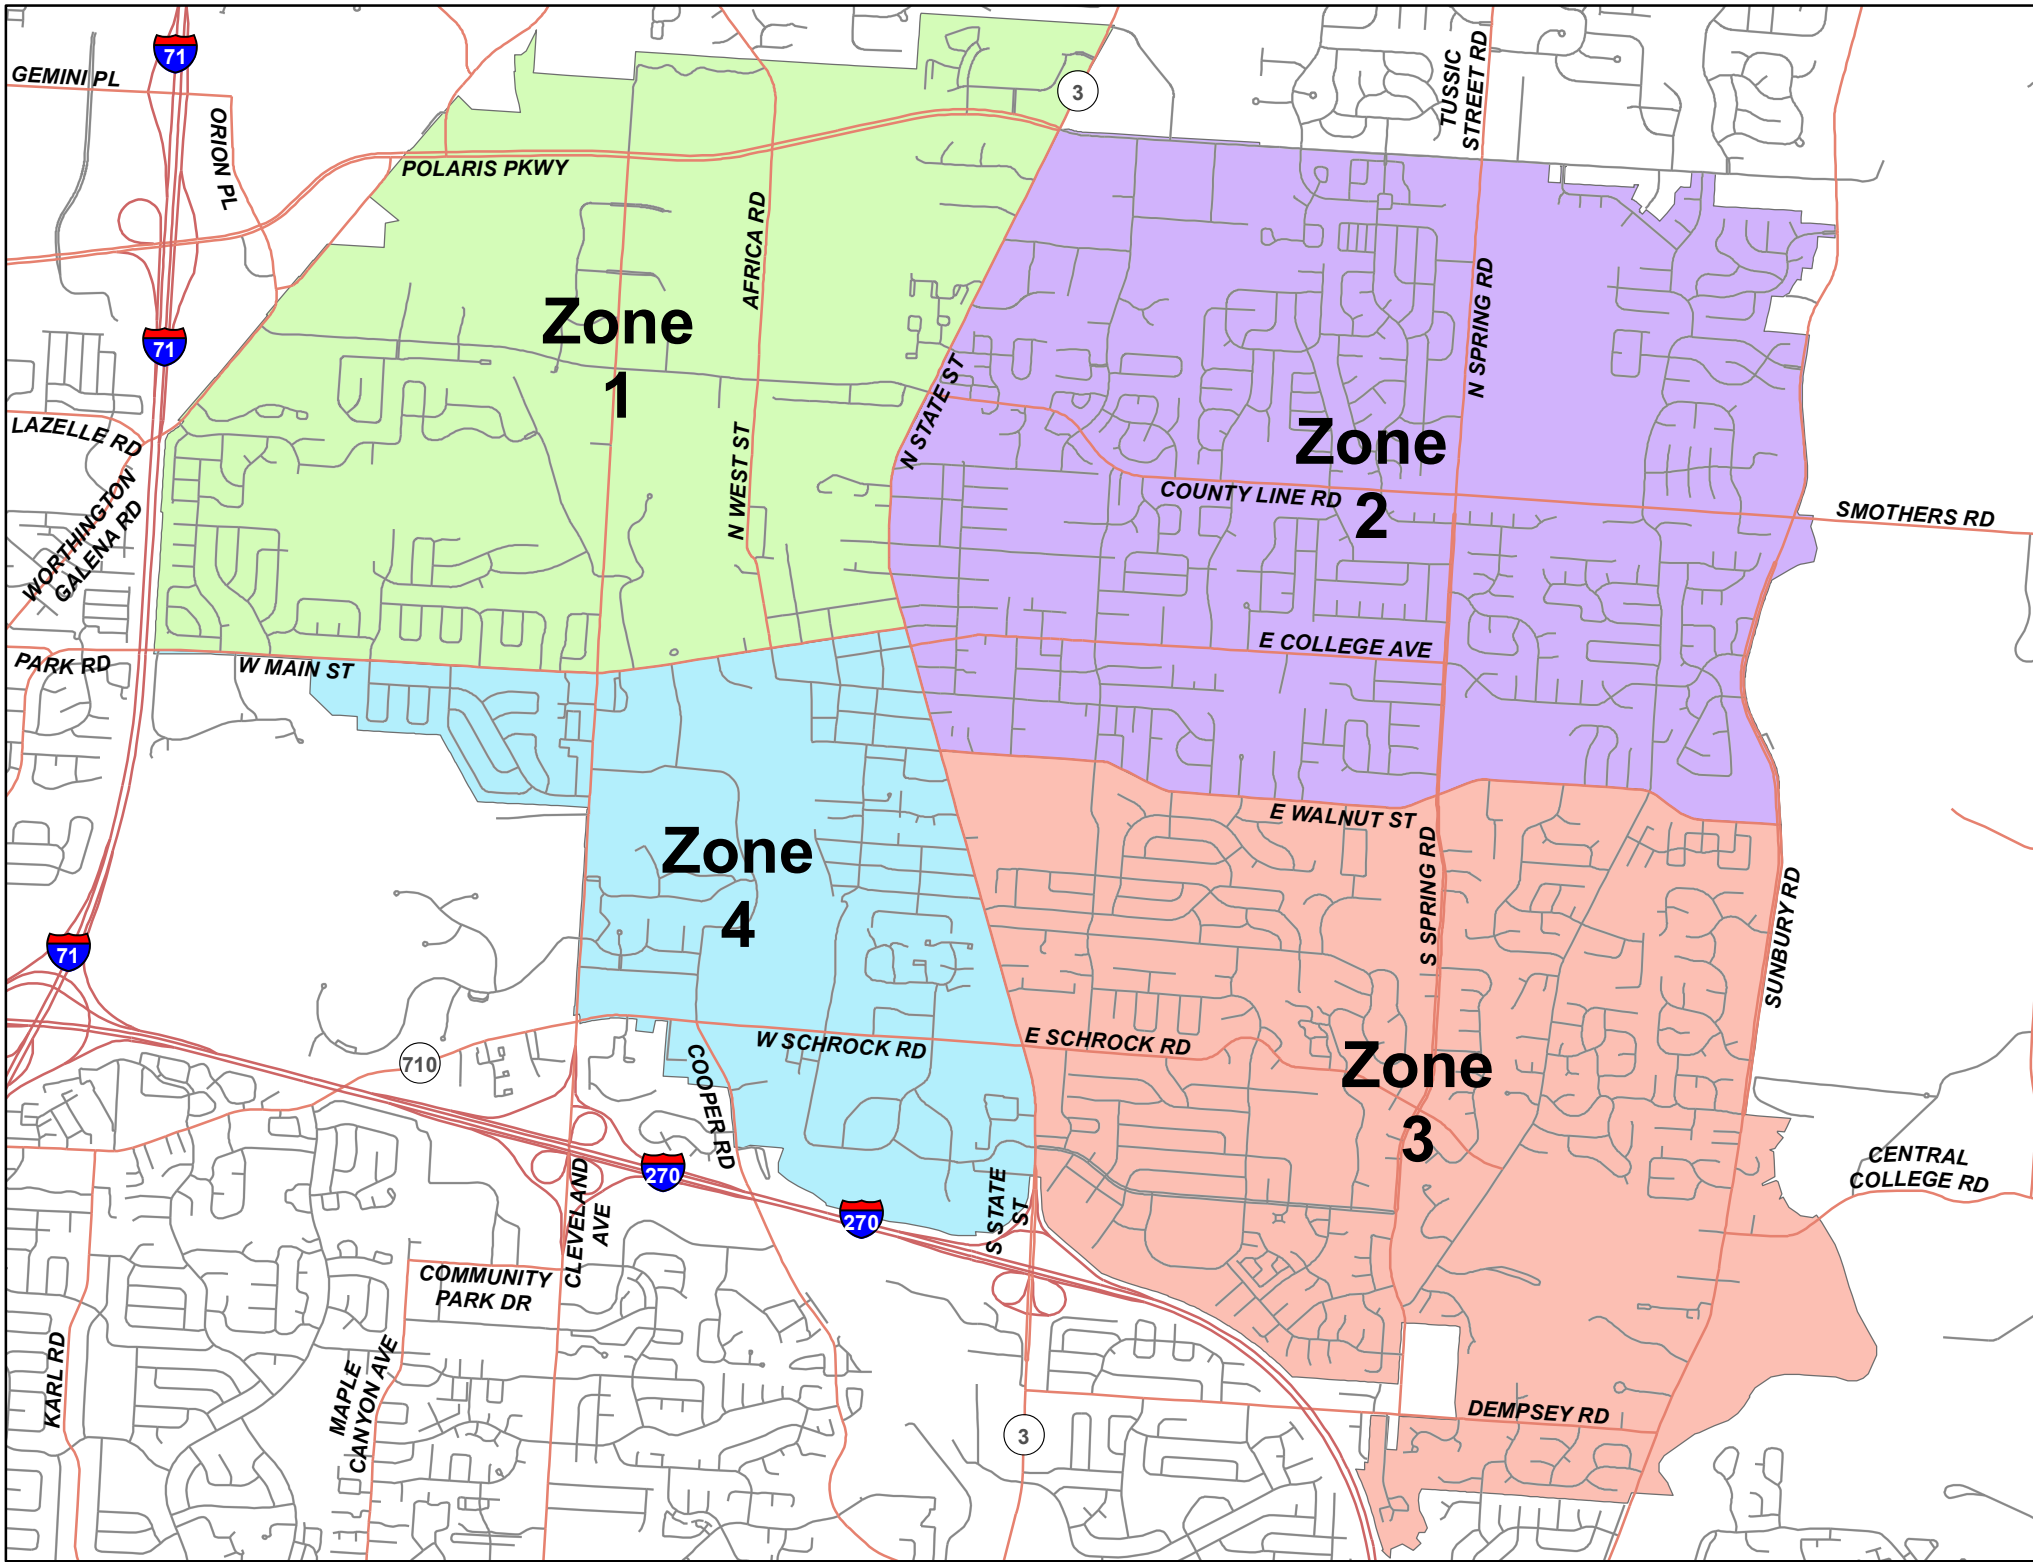 71
GEMINI PL
ORION PL
POLARIS PKWY
3
TUSSIC
STREET RD
AFRICA RD
N SPRING RD
71
Zone
1
N STATE ST
LAZELLE RD
WORTHINGTON
GALENA RD
N WEST ST
Zone
2
COUNTY LINE RD
SMOTHERS RD
PARK RD
W MAIN ST
E COLLEGE AVE
E WALNUT ST
Zone
4
S SPRING RD
SUNBURY RD
71
710
COOPER RD
W SCHROCK RD
E SCHROCK RD
Zone
3
CENTRAL
COLLEGE RD
270
270
CLEVELAND
AVE
S STATE
ST
COMMUNITY
PARK DR
KARL RD
MAPLE
CANYON AVE
3
DEMPSEY RD